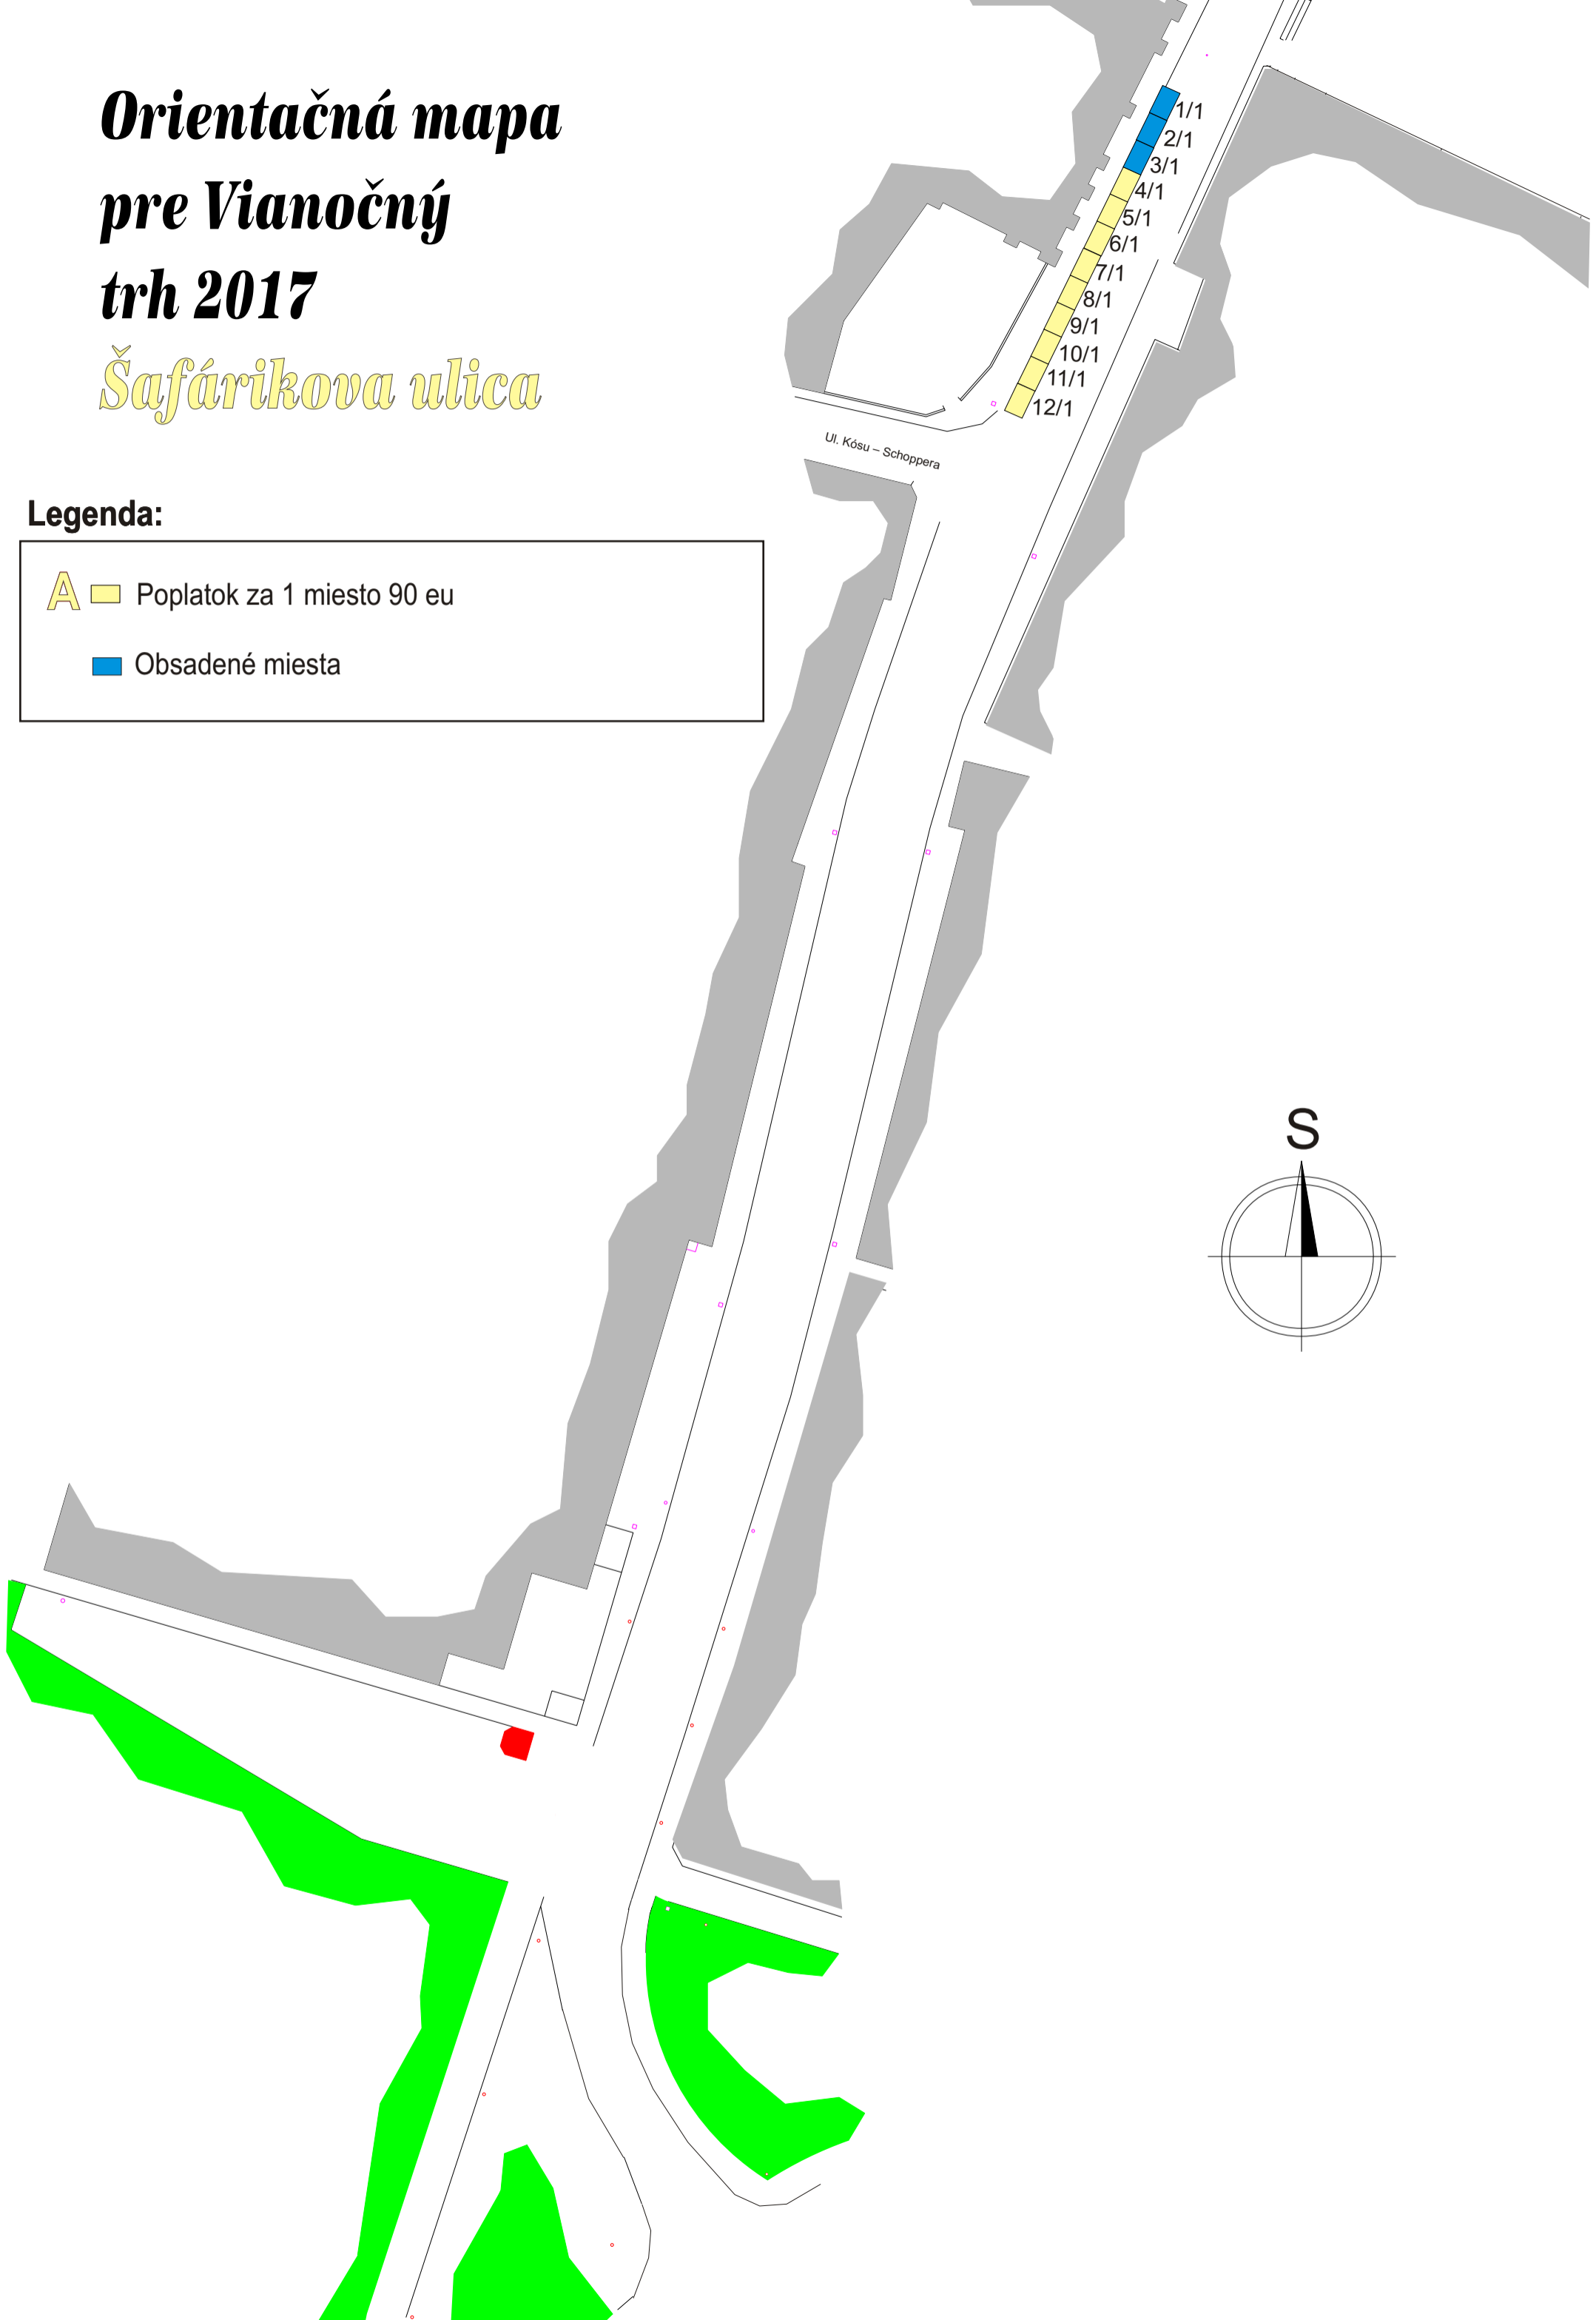 Orientačná mapa
pre Vianočný
trh 2017
Šafárikova ulica
Legenda:
A Poplatok za 1 miesto 90 eu
Obsadené miesta
1/1
2/1
3/1
4/1
5/1
6/1
7/1
8/1
9/1
10/1
11/1
12/1
Ul. Kósu – Schoppera
S